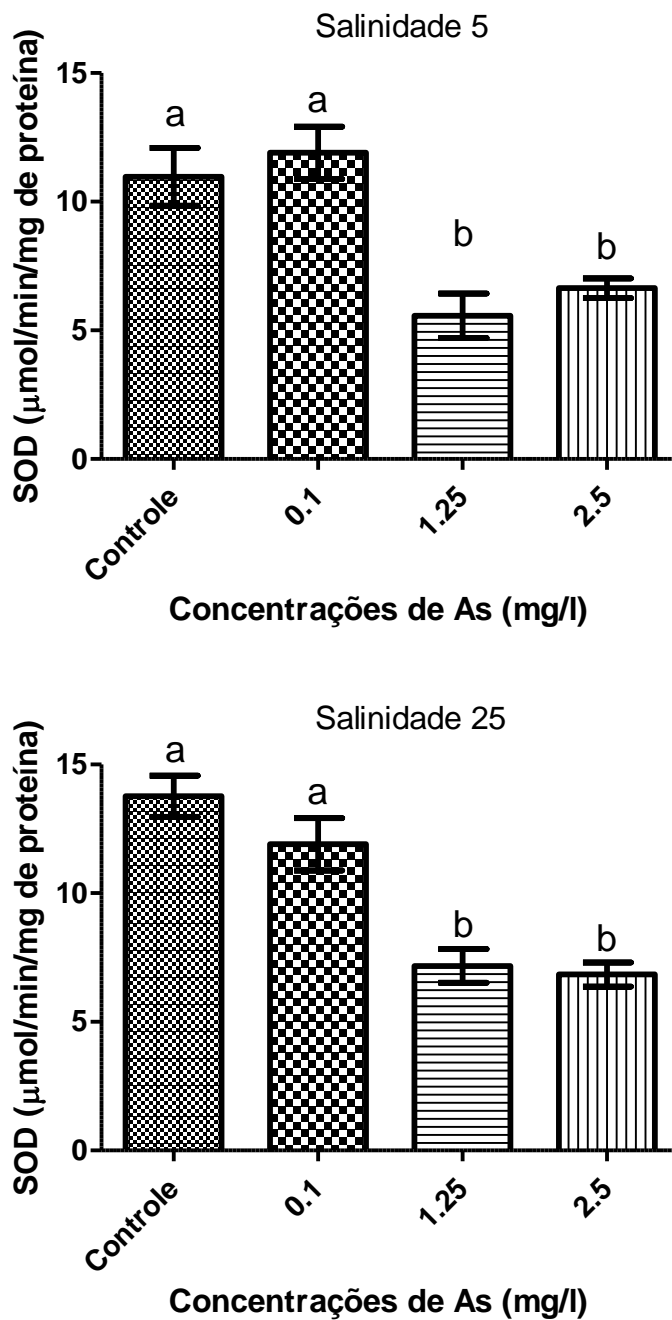 Salinidade 5
SOD (μmol/min/mg de proteína)
15
10
5
0
a
a
b
b
Controle
0.1
1.25
2.5
Concentrações de As (mg/l)
Salinidade 25
SOD (μmol/min/mg de proteína)
15
10
5
0
a
a
b
b
Controle
0.1
1.25
2.5
Concentrações de As (mg/l)